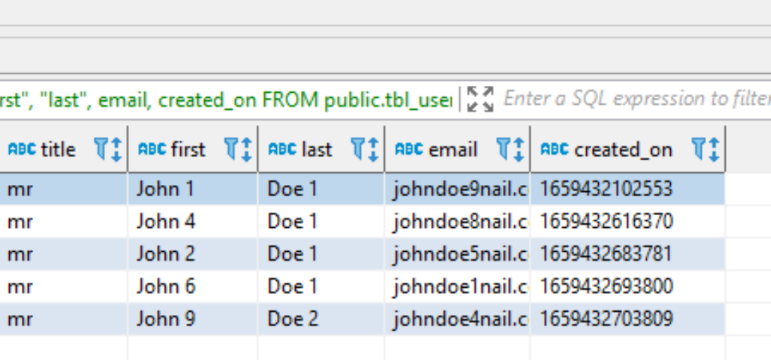 rst", "last", email, created_on FROM public.tbl_user Enter a SQL expression to filter
ABC title ABC first ABC last ABC email ABC created_on
mr John 1 Doe 1 johndoe9nail.c 1659432102553
mr John 4 Doe 1 johndoe8nail.c 1659432616370
mr John 2 Doe 1 johndoe5nail.c 1659432683781
mr John 6 Doe 1 johndoe1nail.c 1659432693800
mr John 9 Doe 2 johndoe4nail.c 1659432703809